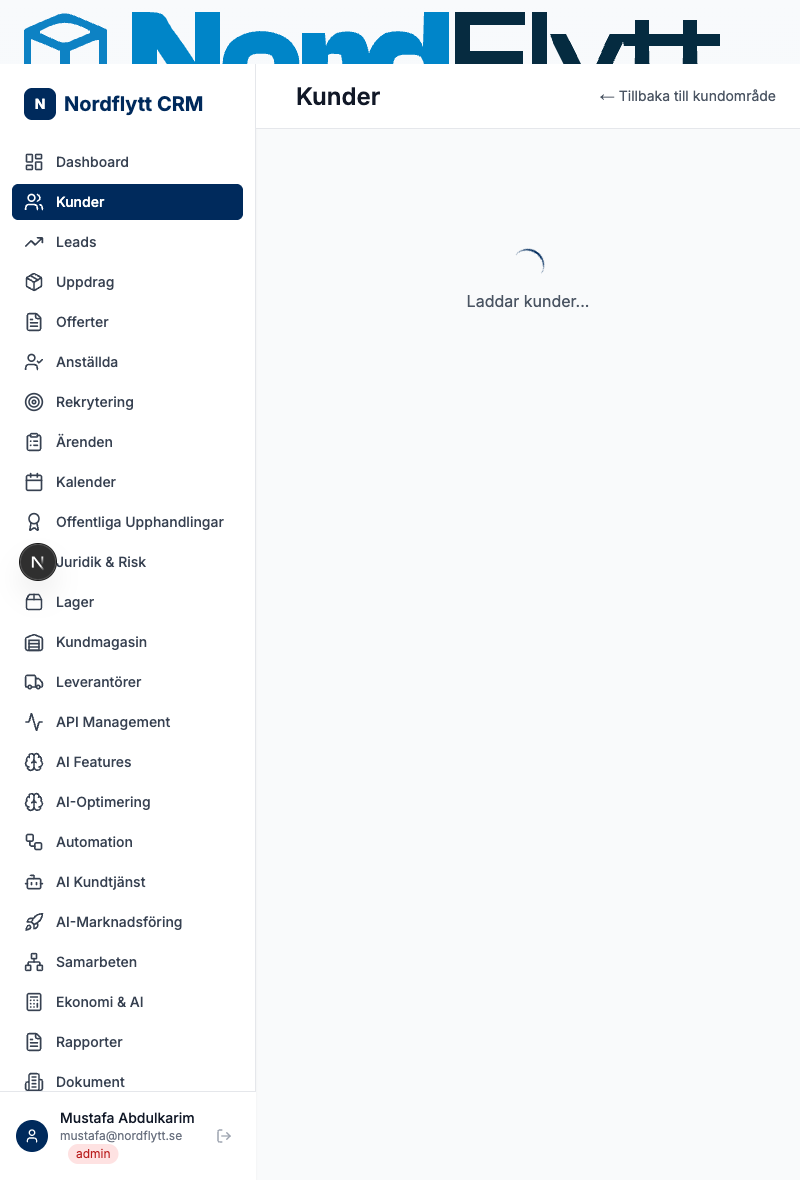 NordFlytt
N Nordflytt CRM
Kunder
← Tillbaka till kundområde
Dashboard
Kunder
Leads
Uppdrag
Offerter
Anställda
Rekrytering
Ärenden
Kalender
Offentliga Upphandlingar
N Juridik & Risk
Lager
Kundmagasin
Leverantörer
API Management
AI Features
AI-Optimering
Automation
AI Kundtjänst
AI-Marknadsföring
Samarbeten
Ekonomi & AI
Rapporter
Dokument
Laddar kunder...
Mustafa Abdulkarim
mustafa@nordflytt.se
admin